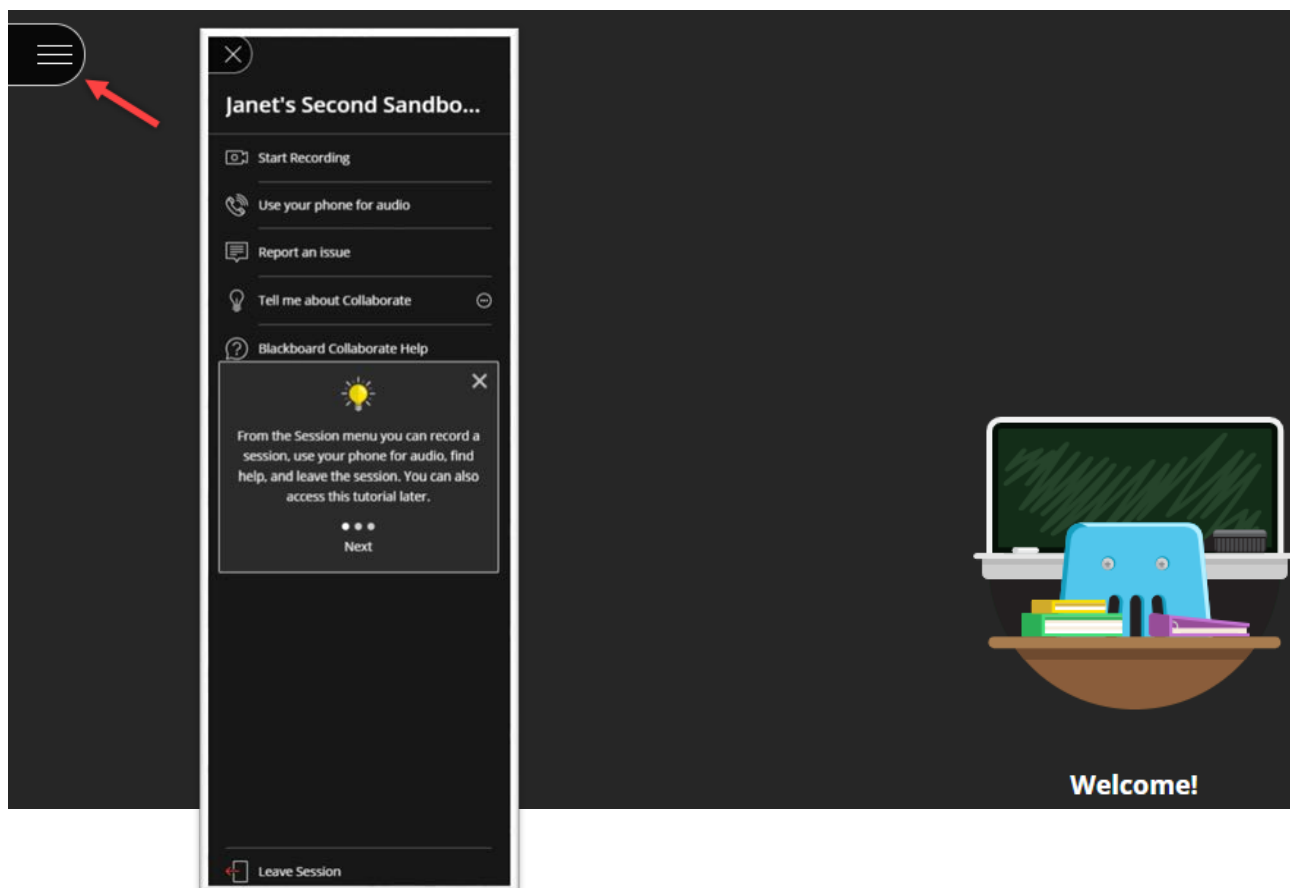 Janet's Second Sandbo...
Start Recording
Use your phone for audio
Report an issue
Tell me about Collaborate
Blackboard Collaborate Help
From the Session menu you can record a
session, use your phone for audio, find
help, and leave the session. You can also
access this tutorial later.
Next
Leave Session
Welcome!